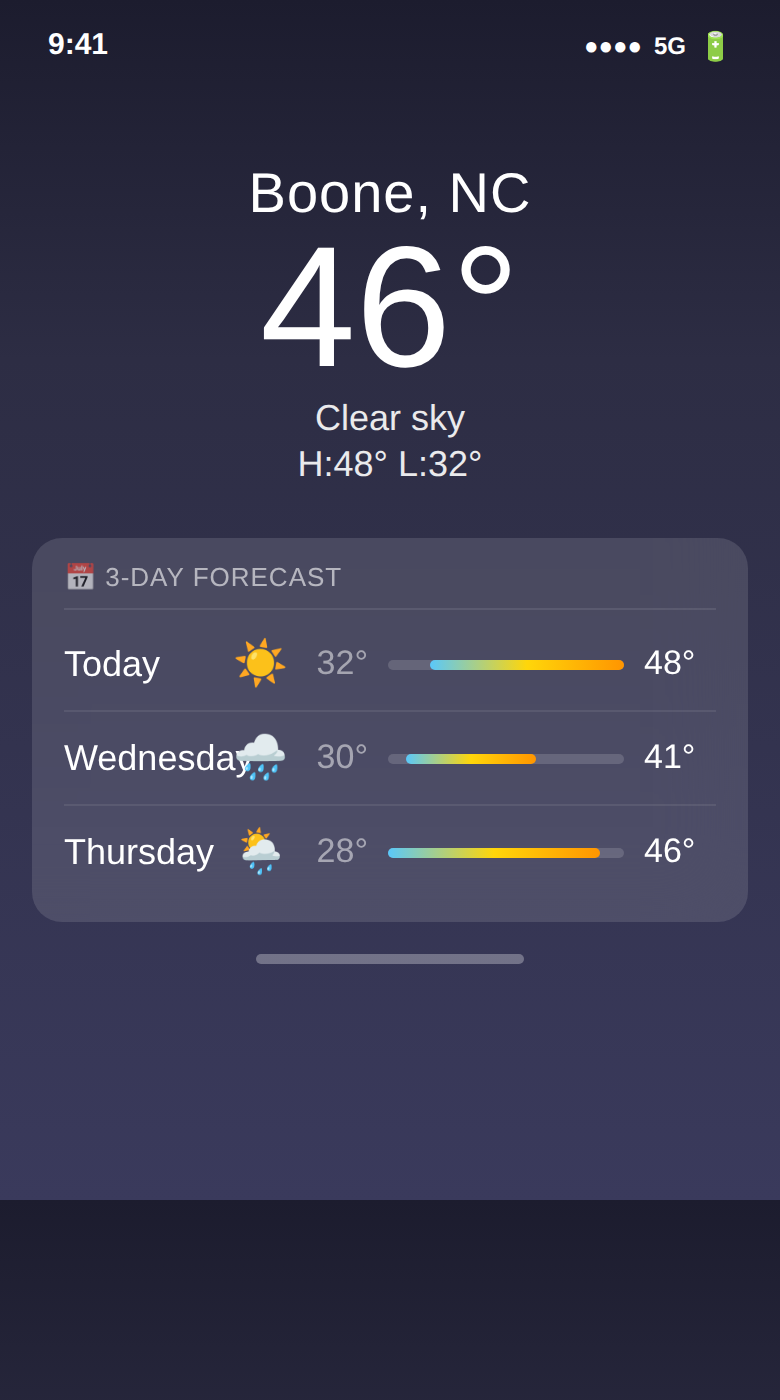 9:41 ●●●● 5G 🔋
Boone, NC
46°
Clear sky
H:48° L:32°
📅 3-DAY FORECAST
Today ☀️ 32° 48°
Wednesday 🌧️ 30° 41°
Thursday 🌦️ 28° 46°